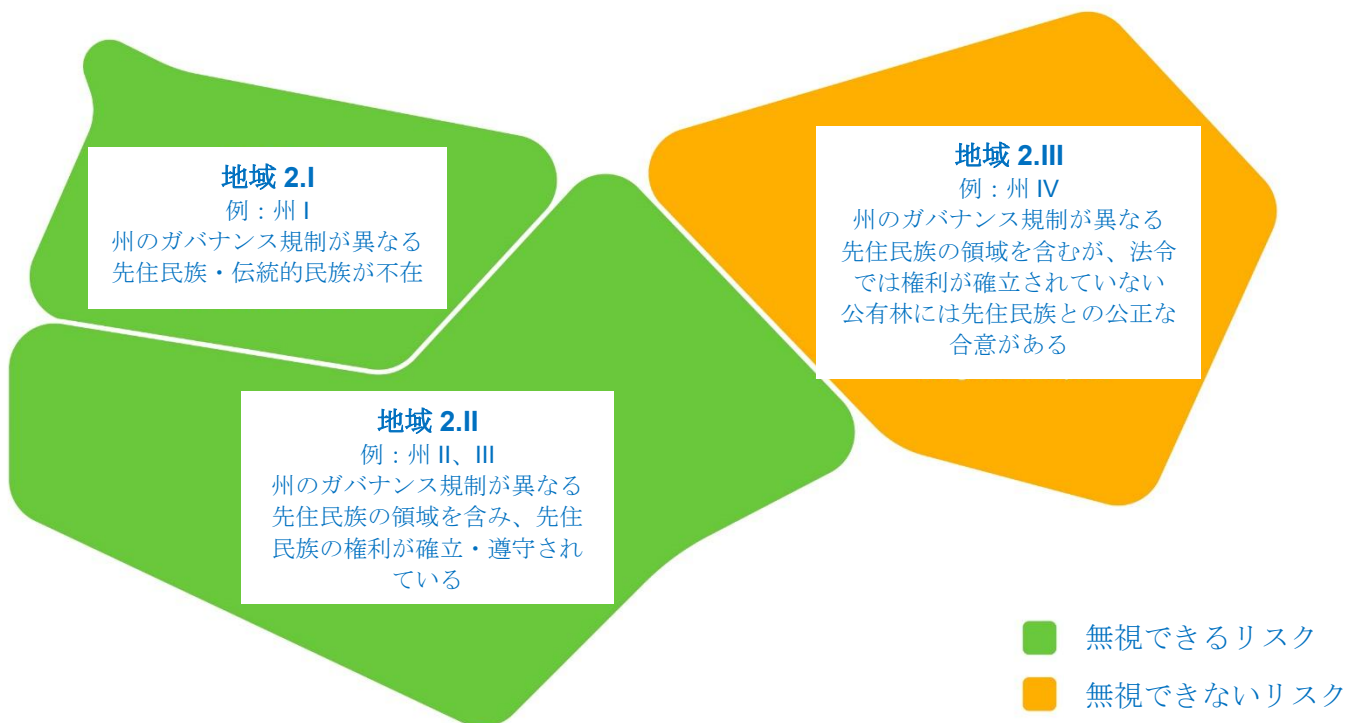 地域 2.I
例：州 I
州のガバナンス規制が異なる
先住民族・伝統的民族が不在
地域 2.III
例：州 IV
州のガバナンス規制が異なる
先住民族の領域を含むが、法令
では権利が確立されていない
公有林には先住民族との公正な
合意がある
地域 2.II
例：州 II、III
州のガバナンス規制が異なる
先住民族の領域を含み、先住
民族の権利が確立・遵守され
ている
無視できるリスク
無視できないリスク